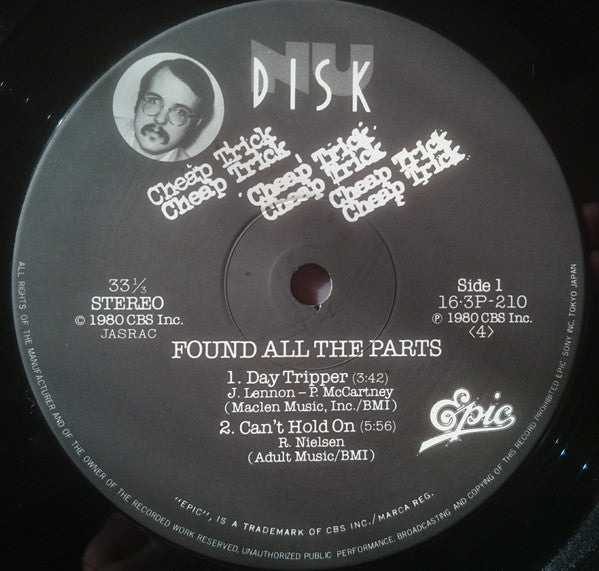 NU
DISK
Cheap Trick Cheap Trick Cheap Trick
Cheap Trick Cheap Trick Cheap Trick
33 1/3
STEREO
© 1980 CBS Inc.
JASRAC
Side 1
16·3P-210
℗ 1980 CBS Inc.
<4>
FOUND ALL THE PARTS
1. Day Tripper (3:42)
J. Lennon – P. McCartney
(Maclen Music, Inc./BMI)
2. Can't Hold On (5:56)
R. Nielsen
(Adult Music/BMI)
Epic
"EPIC", IS A TRADEMARK OF CBS INC./MARCA REG.
ALL RIGHTS OF THE MANUFACTURER AND OF THE OWNER OF THE RECORDED WORK RESERVED. UNAUTHORIZED PUBLIC PERFORMANCE, BROADCASTING AND COPYING OF THIS RECORD PROHIBITED EPIC SONY INC. TOKYO JAPAN